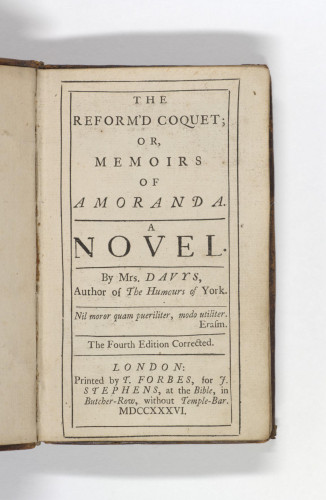 THE
REFORM'D COQUET;
OR,
MEMOIRS
OF
AMORANDA.
A
NOVEL.
By Mrs. DAVYS,
Author of The Humours of York.
Nil moror quam pueriliter, modo utiliter.
Erasm.
The Fourth Edition Corrected.
LONDON:
Printed by T. FORBES, for J.
STEPHENS, at the Bible, in
Butcher-Row, without Temple-Bar.
MDCCXXXVI.